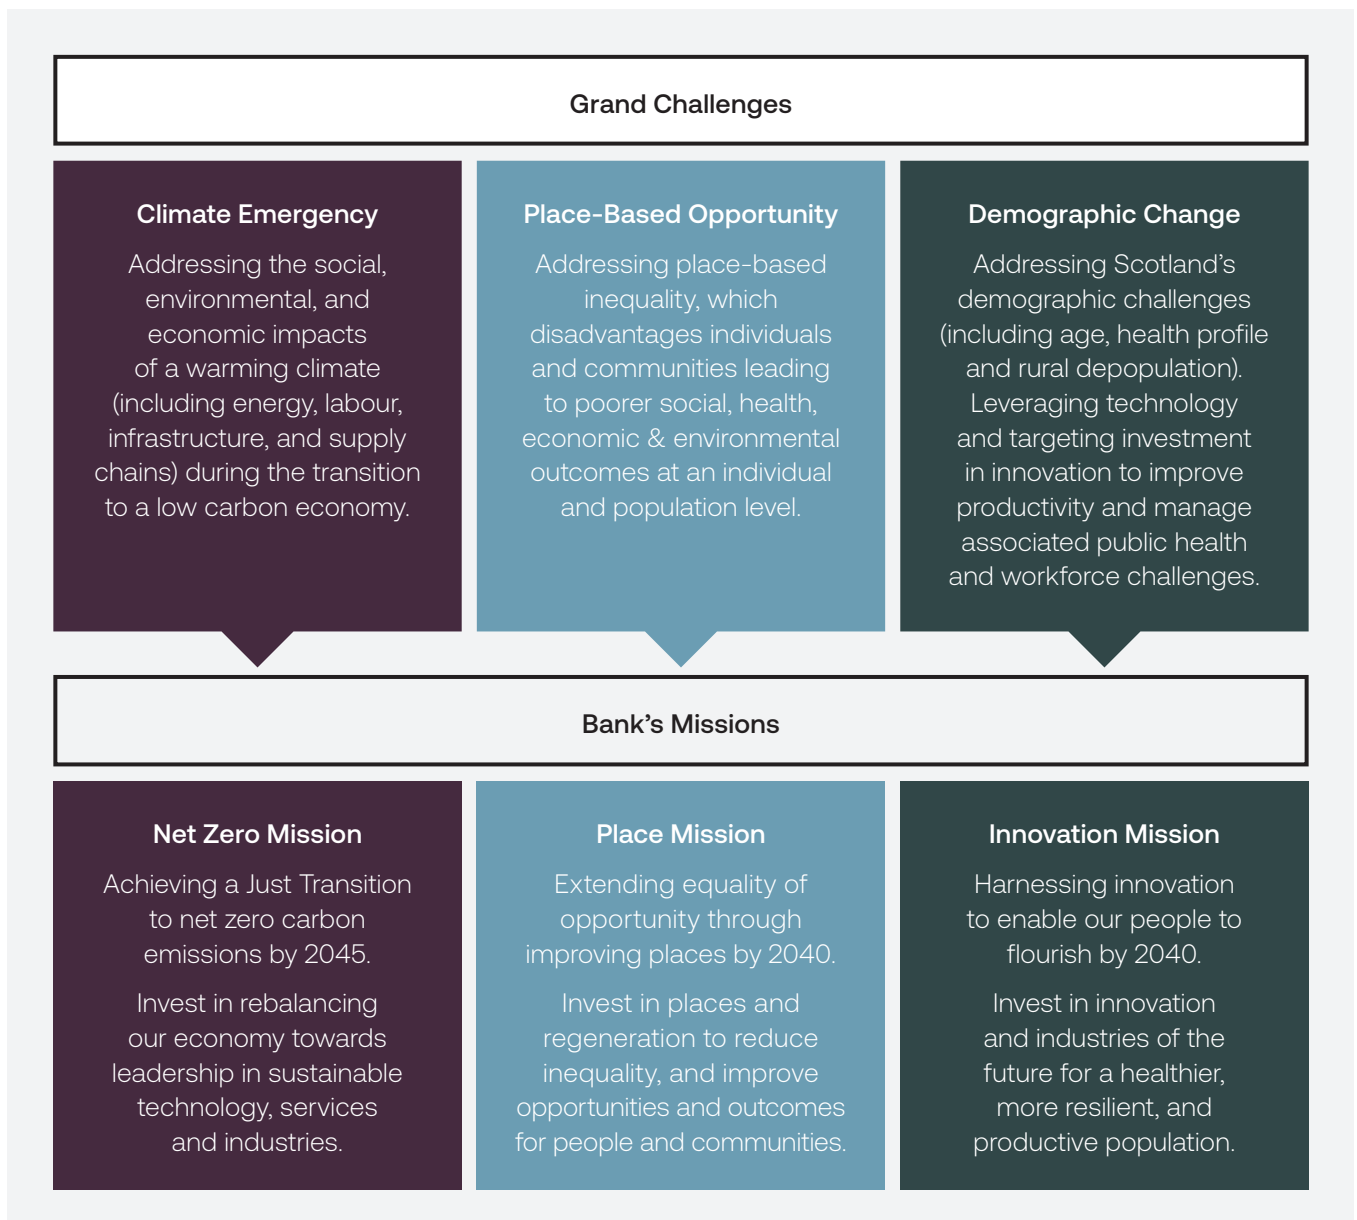 Grand Challenges
Climate Emergency
Addressing the social,
environmental, and
economic impacts
of a warming climate
(including energy, labour,
infrastructure, and supply
chains) during the transition
to a low carbon economy.
Place-Based Opportunity
Addressing place-based
inequality, which
disadvantages individuals
and communities leading
to poorer social, health,
economic & environmental
outcomes at an individual
and population level.
Demographic Change
Addressing Scotland’s
demographic challenges
(including age, health profile
and rural depopulation).
Leveraging technology
and targeting investment
in innovation to improve
productivity and manage
associated public health
and workforce challenges.
Bank’s Missions
Net Zero Mission
Achieving a Just Transition
to net zero carbon
emissions by 2045.
Invest in rebalancing
our economy towards
leadership in sustainable
technology, services
and industries.
Place Mission
Extending equality of
opportunity through
improving places by 2040.
Invest in places and
regeneration to reduce
inequality, and improve
opportunities and outcomes
for people and communities.
Innovation Mission
Harnessing innovation
to enable our people to
flourish by 2040.
Invest in innovation
and industries of the
future for a healthier,
more resilient, and
productive population.